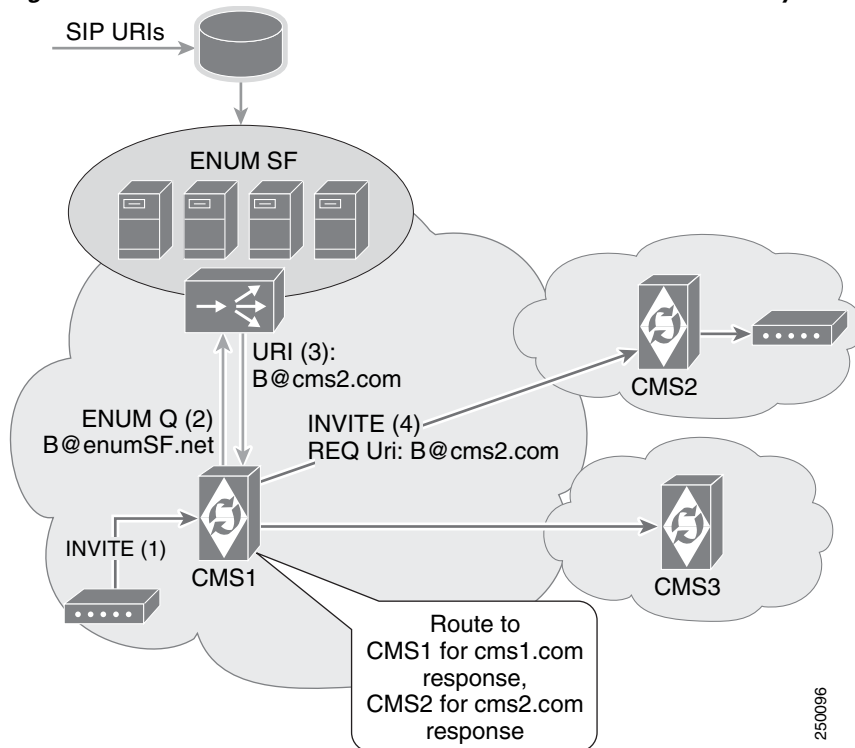 SIP URIs
ENUM SF
URI (3):
B@cms2.com
ENUM Q (2)
B@enumSF.net
INVITE (4)
REQ Uri: B@cms2.com
CMS2
INVITE (1)
CMS1
CMS3
Route to
CMS1 for cms1.com
response,
CMS2 for cms2.com
response
250096